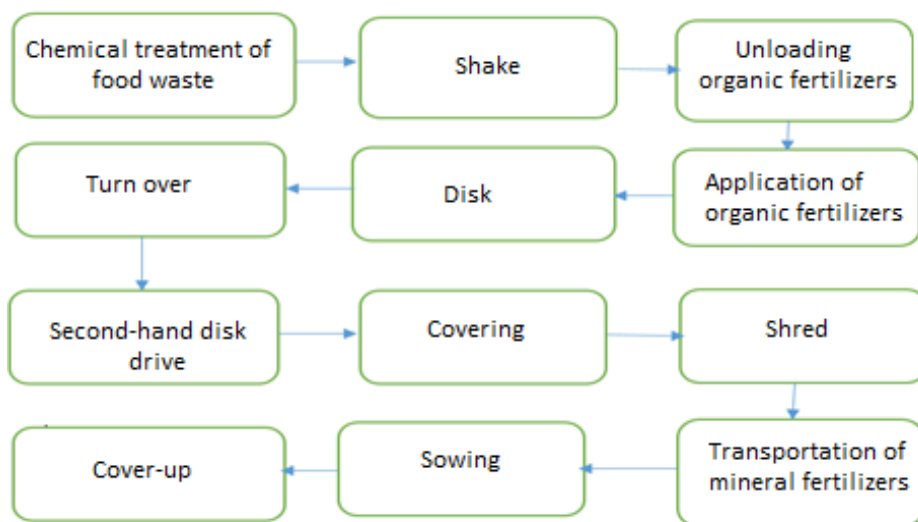 Chemical treatment of
food waste
Shake
Unloading
organic fertilizers
Application of
organic fertilizers
Disk
Turn over
Second-hand disk
drive
Covering
Shred
Transportation of
mineral fertilizers
Sowing
Cover-up